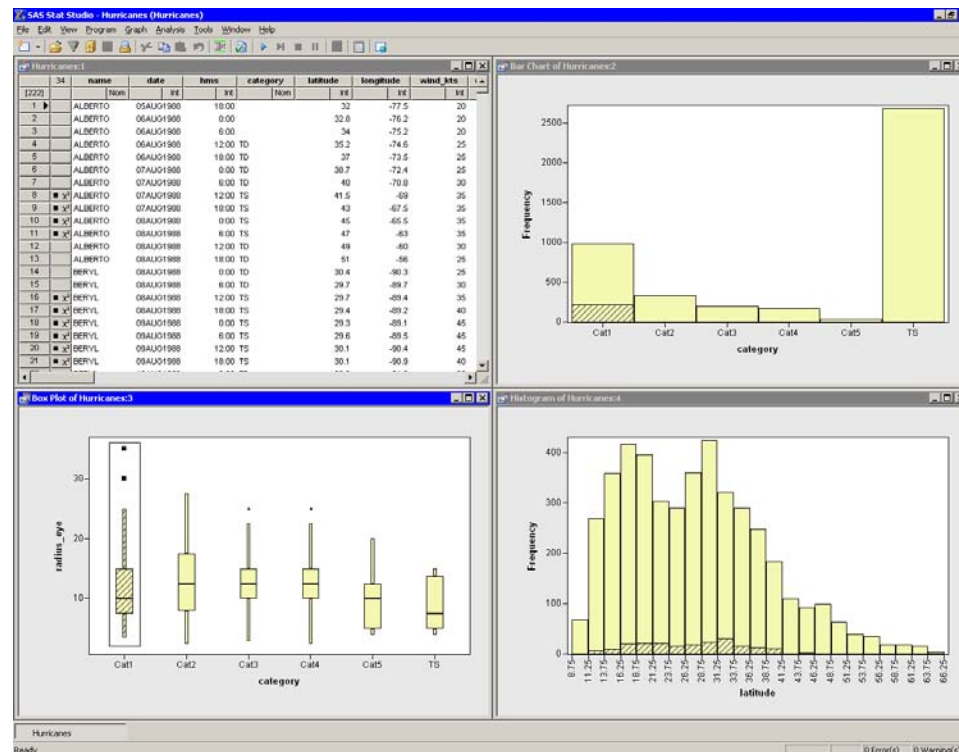 SAS Stat Studio - Hurricanes (Hurricanes)
File Edit View Program Graph Analysis Tools Window Help
Hurricanes:1
34 name date hms category latitude longitude wind_kts
[222] Nom Int Int Nom Int Int Int
1 ALBERTO 05AUG1988 18:00 32 -77.5 20
2 ALBERTO 06AUG1988 0:00 32.8 -76.2 20
3 ALBERTO 06AUG1988 6:00 34 -75.2 20
4 ALBERTO 06AUG1988 12:00 TD 35.2 -74.6 25
5 ALBERTO 06AUG1988 18:00 TD 37 -73.5 25
6 ALBERTO 07AUG1988 0:00 TD 38.7 -72.4 25
7 ALBERTO 07AUG1988 6:00 TD 40 -70.8 30
8 χ² ALBERTO 07AUG1988 12:00 TS 41.5 -69 35
9 χ² ALBERTO 07AUG1988 18:00 TS 43 -67.5 35
10 χ² ALBERTO 08AUG1988 0:00 TS 45 -65.5 35
11 χ² ALBERTO 08AUG1988 6:00 TS 47 -63 35
12 ALBERTO 08AUG1988 12:00 TD 49 -60 30
13 ALBERTO 08AUG1988 18:00 TD 51 -56 25
14 BERYL 08AUG1988 0:00 TD 30.4 -90.3 25
15 BERYL 08AUG1988 6:00 TD 29.7 -89.7 30
16 χ² BERYL 08AUG1988 12:00 TS 29.7 -89.4 35
17 χ² BERYL 08AUG1988 18:00 TS 29.4 -89.2 40
18 χ² BERYL 09AUG1988 0:00 TS 29.3 -89.1 45
19 χ² BERYL 09AUG1988 6:00 TS 29.6 -89.5 45
20 χ² BERYL 09AUG1988 12:00 TS 30.1 -90.4 45
21 χ² BERYL 09AUG1988 18:00 TS 30.1 -90.9 40
Bar Chart of Hurricanes:2
2500
2000
1500
1000
500
0
Frequency
Cat1 Cat2 Cat3 Cat4 Cat5 TS
category
Box Plot of Hurricanes:3
30
20
10
radius_eye
Cat1 Cat2 Cat3 Cat4 Cat5 TS
category
Histogram of Hurricanes:4
400
300
200
100
0
Frequency
8.75 11.25 13.75 16.25 18.75 21.25 23.75 26.25 28.75 31.25 33.75 36.25 38.75 41.25 43.75 46.25 48.75 51.25 53.75 56.25 58.75 61.25 63.75 66.25
latitude
Hurricanes
Ready 0 Error(s) 0 Warning(s)